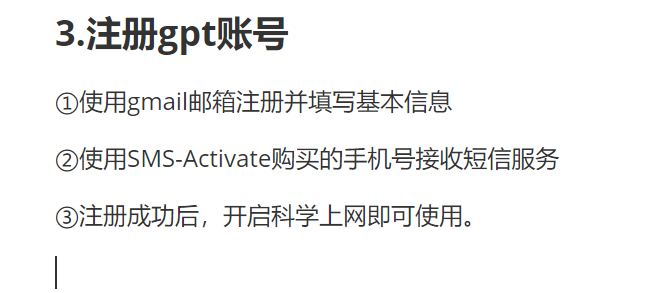 3.注册gpt账号
①使用gmail邮箱注册并填写基本信息
②使用SMS-Activate购买的手机号接收短信服务
③注册成功后，开启科学上网即可使用。